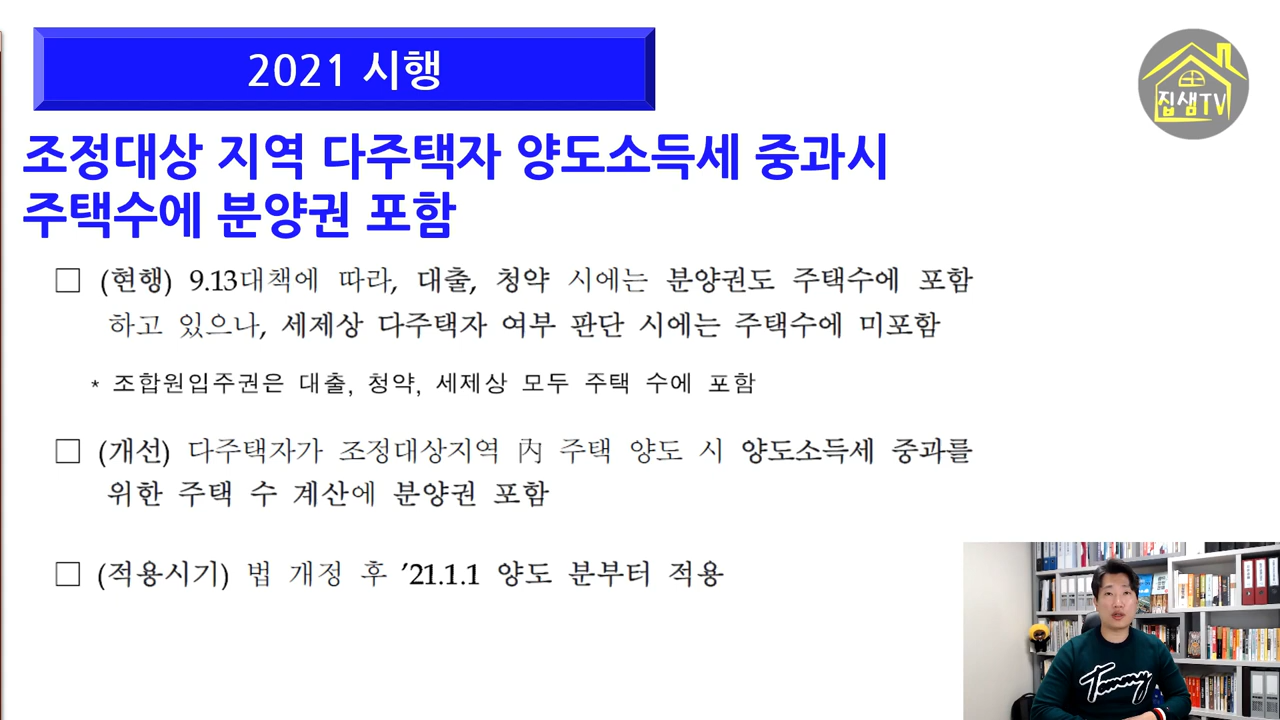 2021 시행
집샘TV
조정대상 지역 다주택자 양도소득세 중과시
주택수에 분양권 포함
□ (현행) 9.13대책에 따라, 대출, 청약 시에는 분양권도 주택수에 포함
하고 있으나, 세제상 다주택자 여부 판단 시에는 주택수에 미포함
* 조합원입주권은 대출, 청약, 세제상 모두 주택 수에 포함
□ (개선) 다주택자가 조정대상지역 內 주택 양도 시 양도소득세 중과를
위한 주택 수 계산에 분양권 포함
□ (적용시기) 법 개정 후 ’21.1.1 양도 분부터 적용
Tommy